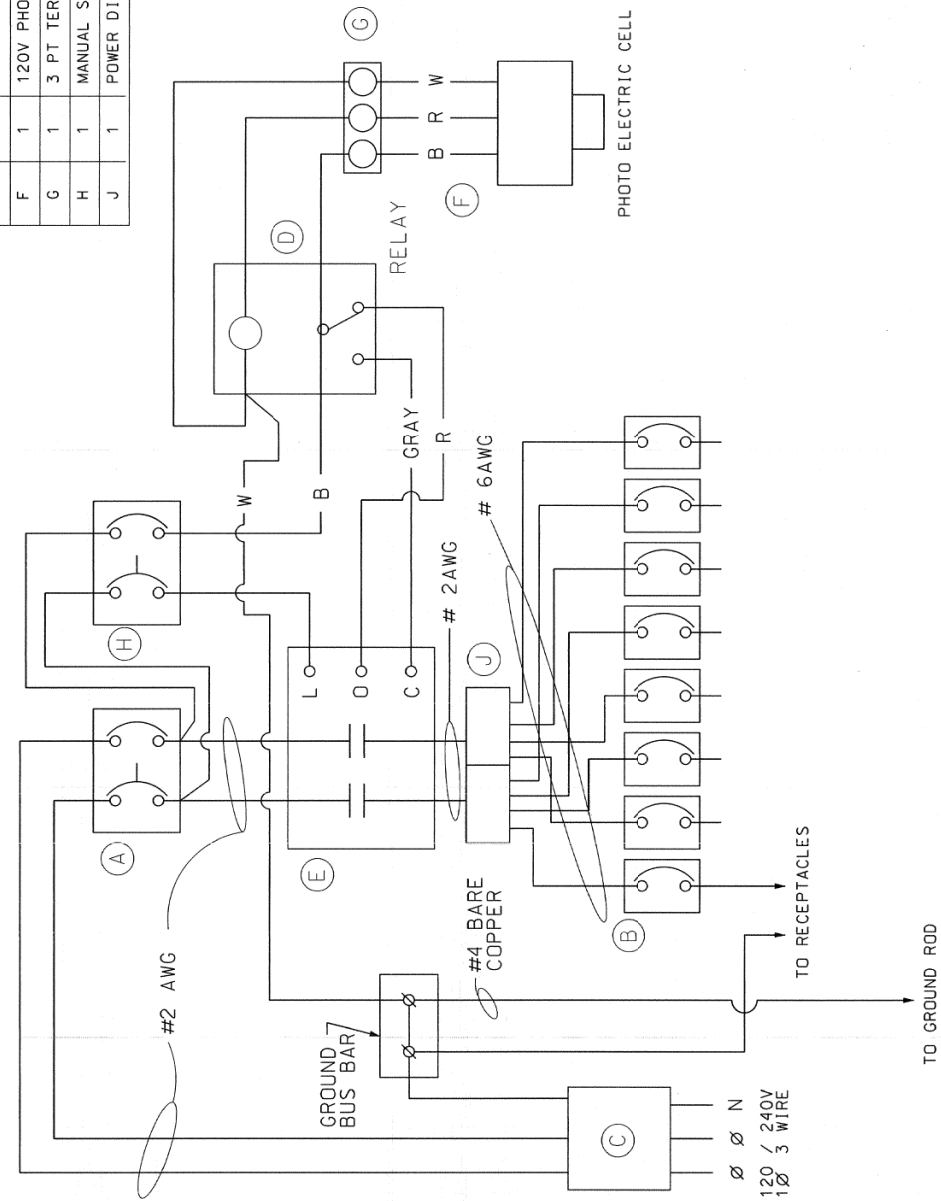 F 1 120V PHO
G 1 3 PT TER
H 1 MANUAL S
J 1 POWER DI
G
W
R
B
F
PHOTO ELECTRIC CELL
D
RELAY
W
B
GRAY
R
H
A
#2 AWG
E
L
O
C
# 2AWG
J
# 6AWG
B
#4 BARE
COPPER
GROUND
BUS BAR
TO RECEPTACLES
TO GROUND ROD
C
Ø Ø N
120 / 240V
1Ø 3 WIRE